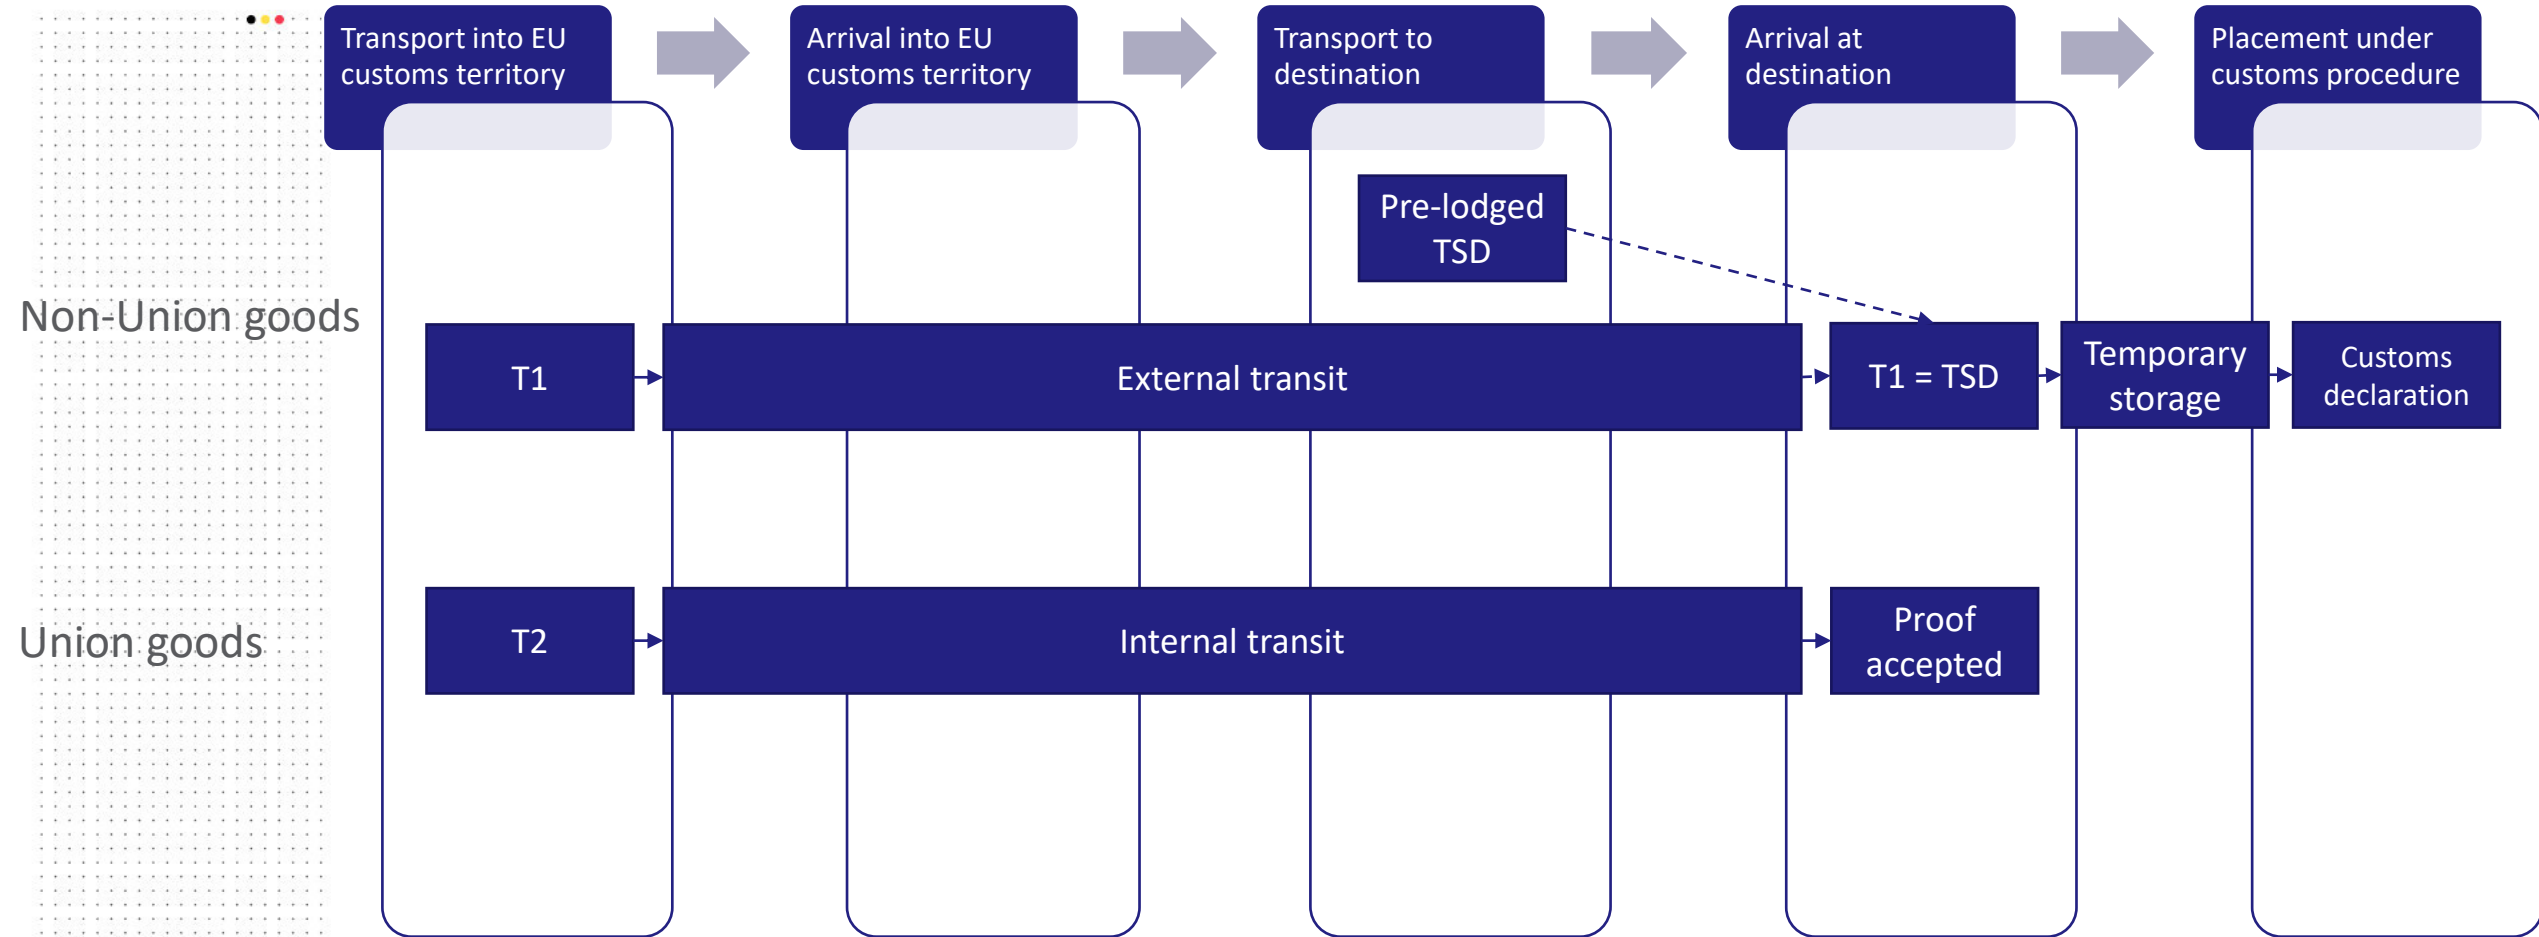 Transport into EU
customs territory
Arrival into EU
customs territory
Transport to
destination
Arrival at
destination
Placement under
customs procedure
Pre-lodged
TSD
Non-Union goods
T1
External transit
T1 = TSD
Temporary
storage
Customs
declaration
Union goods
T2
Internal transit
Proof
accepted